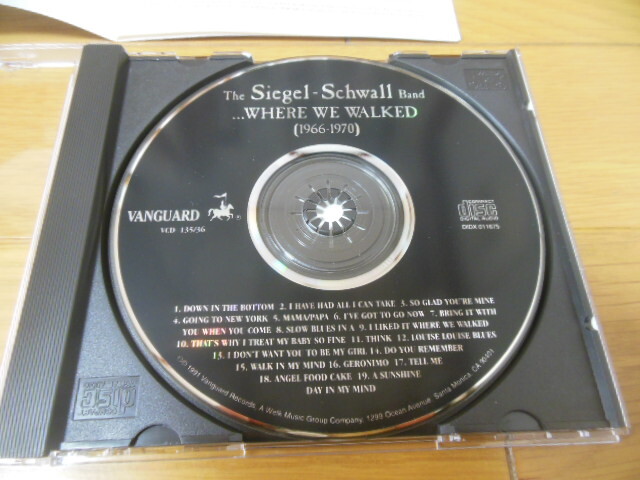 The Siegel-Schwall Band
...WHERE WE WALKED
(1966-1970)
VANGUARD ®
VCD 135/36
COMPACT
disc
DIGITAL AUDIO
DIDX 011675
1. DOWN IN THE BOTTOM 2. I HAVE HAD ALL I CAN TAKE 3. SO GLAD YOU'RE MINE
4. GOING TO NEW YORK 5. MAMA/PAPA 6. I'VE GOT TO GO NOW 7. BRING IT WITH
YOU WHEN YOU COME 8. SLOW BLUES IN A 9. I LIKED IT WHERE WE WALKED
10. THAT'S WHY I TREAT MY BABY SO FINE 11. THINK 12. LOUISE LOUISE BLUES
13. I DON'T WANT YOU TO BE MY GIRL 14. DO YOU REMEMBER
15. WALK IN MY MIND 16. GERONIMO 17. TELL ME
18. ANGEL FOOD CAKE 19. A SUNSHINE
DAY IN MY MIND
℗© 1991 Vanguard Records, A Welk Music Group Company, 1299 Ocean Avenue, Santa Monica, CA 90401